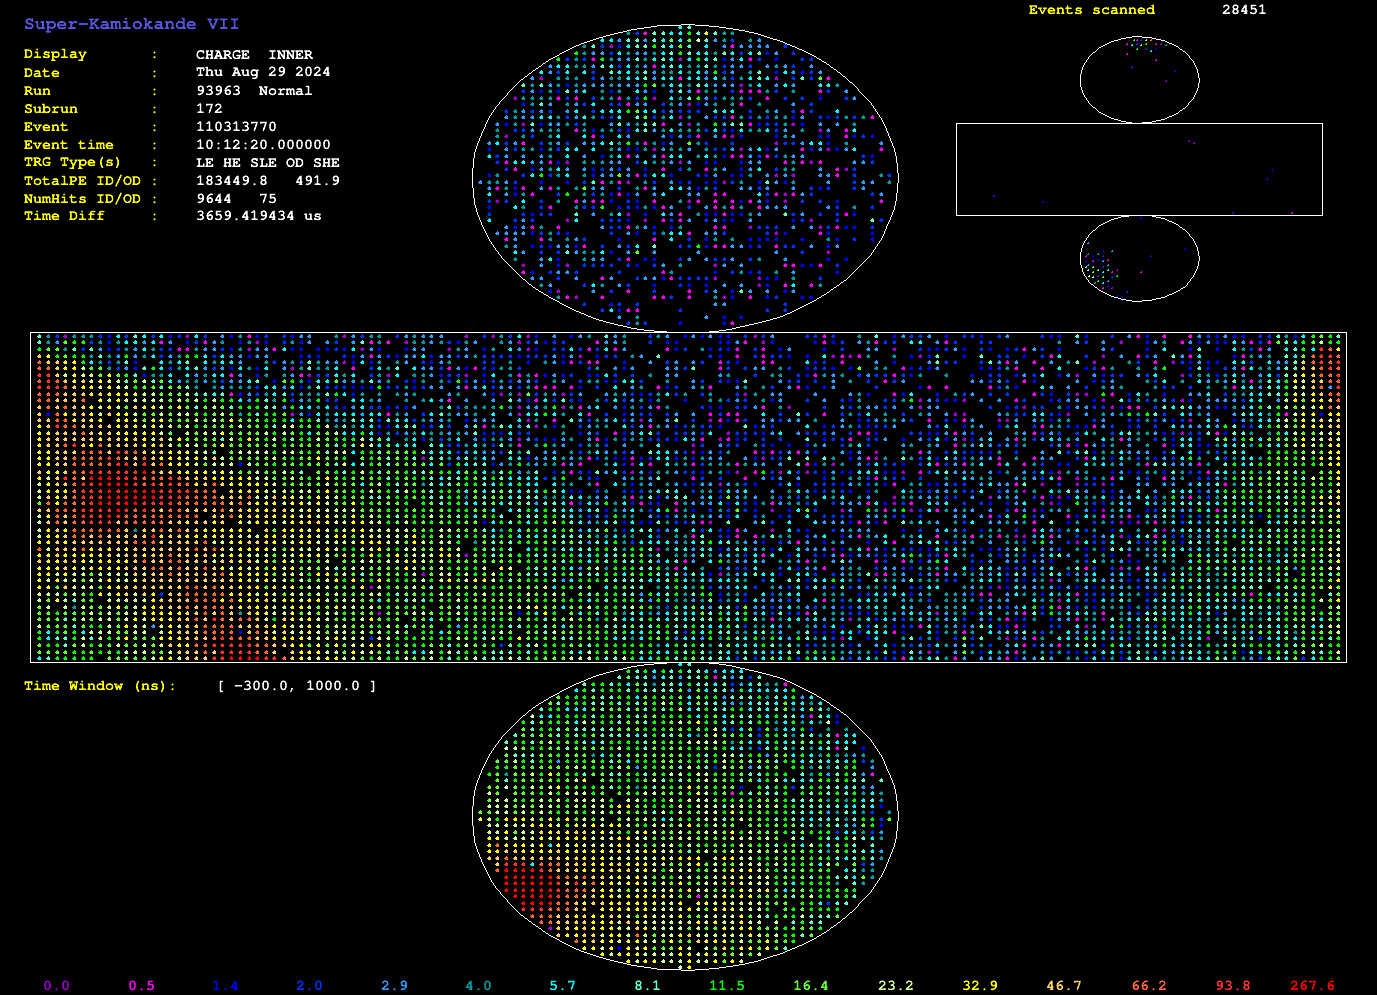 Super-Kamiokande VII
Events scanned 28451
Display : CHARGE INNER
Date : Thu Aug 29 2024
Run : 93963 Normal
Subrun : 172
Event : 110313770
Event time : 10:12:20.000000
TRG Type(s) : LE HE SLE OD SHE
TotalPE ID/OD : 183449.8 491.9
NumHits ID/OD : 9644 75
Time Diff : 3659.419434 us
Time Window (ns): [ -300.0, 1000.0 ]
0.0 0.5 1.4 2.0 2.9 4.0 5.7 8.1 11.5 16.4 23.2 32.9 46.7 66.2 93.8 267.6